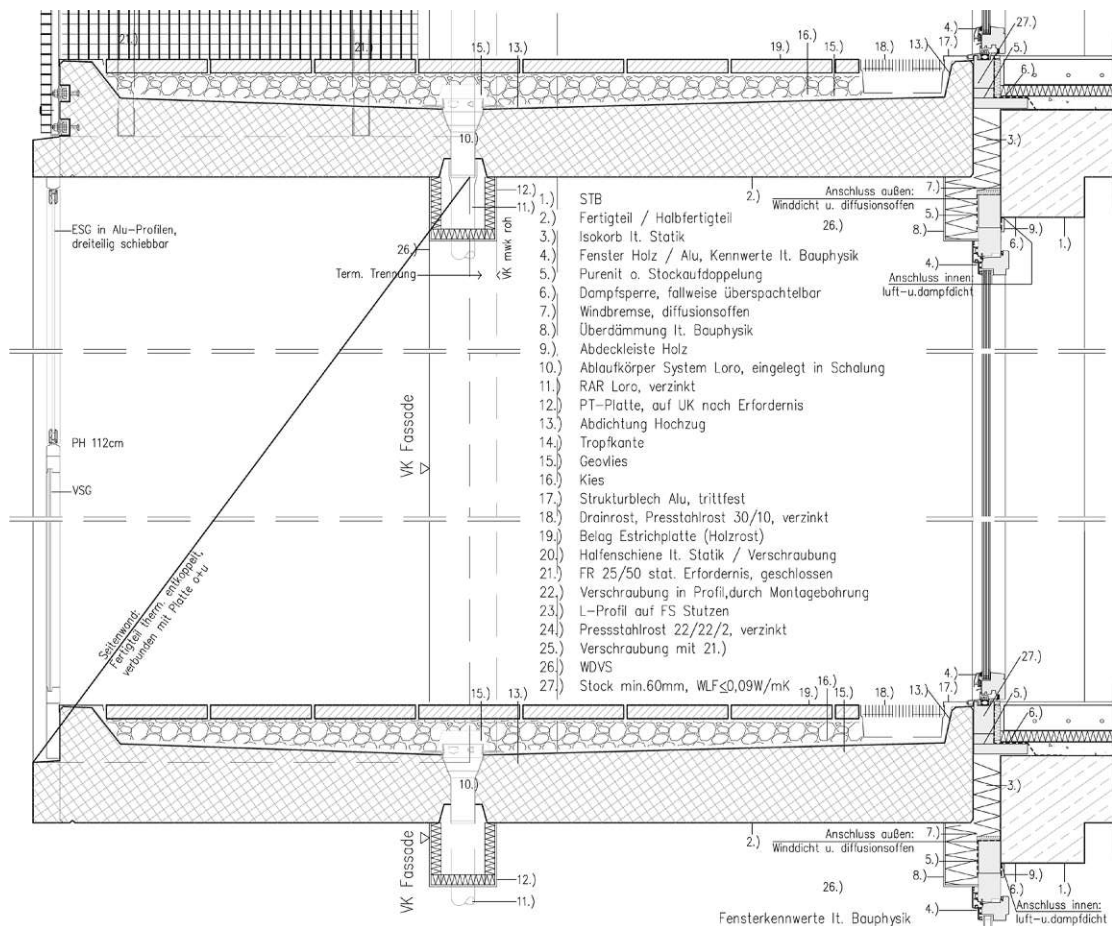 21.)
21.)
15.)
13.)
16.)
19.)
15.)
18.)
13.)
4.)
17.)
27.)
5.)
6.)
10.)
3.)
ESG in Alu-Profilen,
dreiteilig schiebbar
12.)
11.)
26.)
Term. Trennung
VK mwk roh
2.)
Anschluss außen:
Winddicht u. diffusionsoffen
26.)
7.)
5.)
8.)
4.)
6.)
9.)
1.)
Anschluss innen:
luft-u.dampfdicht
1.) STB
2.) Fertigteil / Halbfertigteil
3.) Isokorb lt. Statik
4.) Fenster Holz / Alu, Kennwerte lt. Bauphysik
5.) Purenit o. Stockaufdoppelung
6.) Dampfsperre, fallweise überspachtelbar
7.) Windbremse, diffusionsoffen
8.) Überdämmung lt. Bauphysik
9.) Abdeckleiste Holz
10.) Ablaufkörper System Loro, eingelegt in Schalung
11.) RAR Loro, verzinkt
12.) PT-Platte, auf UK nach Erfordernis
13.) Abdichtung Hochzug
14.) Tropfkante
15.) Geovlies
16.) Kies
17.) Strukturblech Alu, trittfest
18.) Drainrost, Presstahlrost 30/10, verzinkt
19.) Belag Estrichplatte (Holzrost)
20.) Halfenschiene lt. Statik / Verschraubung
21.) FR 25/50 stat. Erfordernis, geschlossen
22.) Verschraubung in Profil,durch Montagebohrung
23.) L-Profil auf FS Stutzen
24.) Pressstahlrost 22/22/2, verzinkt
25.) Verschraubung mit 21.)
26.) WDVS
27.) Stock min.60mm, WLF≤0,09W/mK
PH 112cm
VSG
VK Fassade
Seitenwand:
Fertigteil therm. entkoppelt,
verbunden mit Platte o+u
15.)
13.)
19.)
16.)
15.)
18.)
13.)
4.)
17.)
27.)
5.)
6.)
10.)
3.)
VK Fassade
12.)
11.)
2.)
Anschluss außen:
Winddicht u. diffusionsoffen
26.)
7.)
5.)
8.)
4.)
6.)
9.)
1.)
Anschluss innen:
luft-u.dampfdicht
Fensterkennwerte lt. Bauphysik